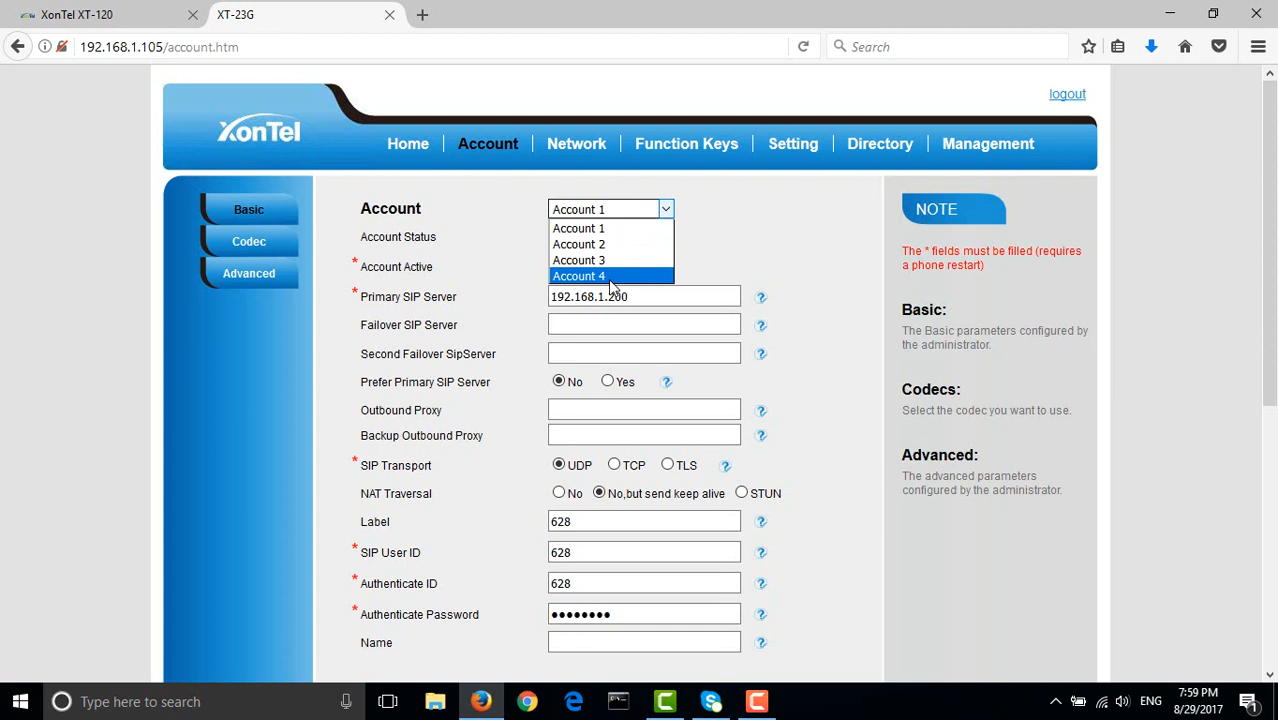 XonTel XT-120
XT-23G
192.168.1.105/account.htm
Search
logout
XonTel
Home
Account
Network
Function Keys
Setting
Directory
Management
Basic
Codec
Advanced
Account
Account 1
Account 1
Account 2
Account 3
Account 4
Account Status
* Account Active
* Primary SIP Server
192.168.1.200
Failover SIP Server
Second Failover SipServer
Prefer Primary SIP Server
No Yes
Outbound Proxy
Backup Outbound Proxy
* SIP Transport
UDP TCP TLS
NAT Traversal
No No,but send keep alive STUN
Label
628
* SIP User ID
628
* Authenticate ID
628
* Authenticate Password
Name
NOTE
The * fields must be filled (requires
a phone restart)
Basic:
The Basic parameters configured by
the administrator.
Codecs:
Select the codec you want to use.
Advanced:
The advanced parameters
configured by the administrator.
Type here to search
ENG
7:59 PM
8/29/2017
1